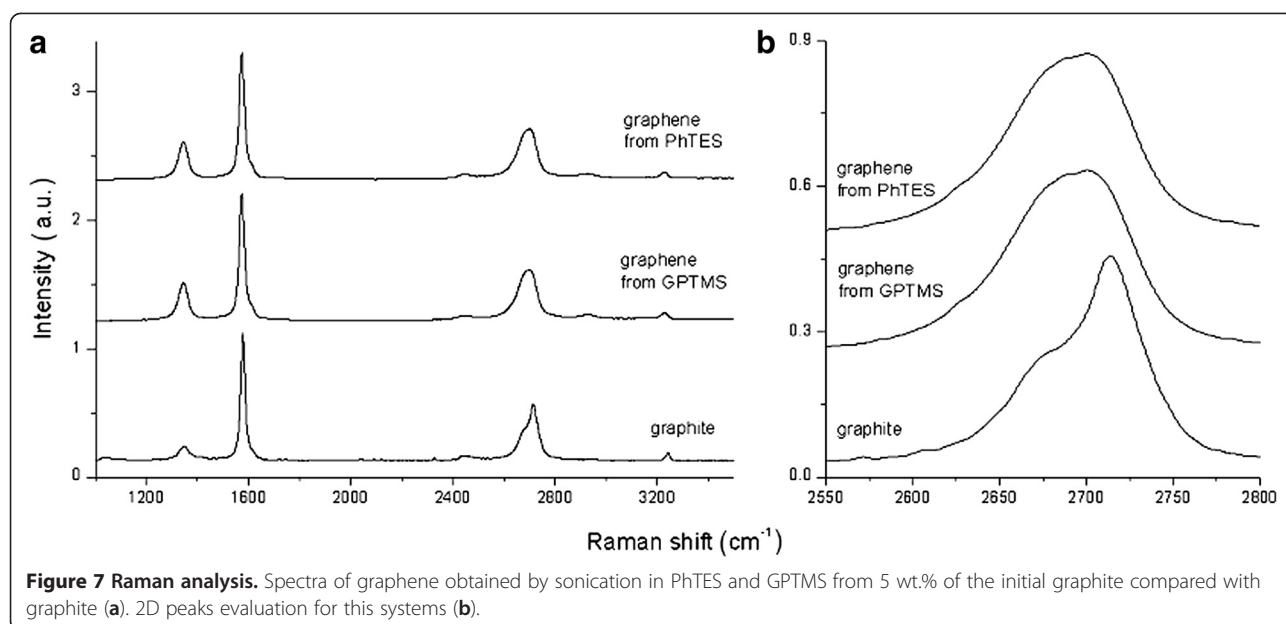 a
b
Intensity (a.u.)
3
2
1
0
graphene
from PhTES
graphene
from GPTMS
graphite
1200 1600 2000 2400 2800 3200
0.9
0.6
0.3
0.0
graphene
from PhTES
graphene
from GPTMS
graphite
2550 2600 2650 2700 2750 2800
Raman shift (cm⁻¹)
Figure 7 Raman analysis. Spectra of graphene obtained by sonication in PhTES and GPTMS from 5 wt.% of the initial graphite compared with
graphite (a). 2D peaks evaluation for this systems (b).